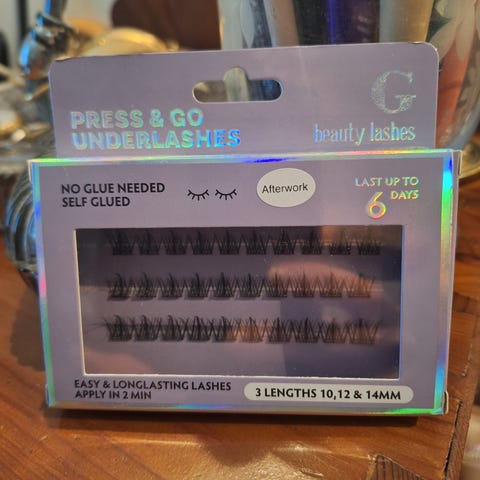 PRESS & GO
UNDERLASHES
G
beauty lashes
NO GLUE NEEDED
SELF GLUED
Afterwork
LAST UP TO
6 DAYS
EASY & LONGLASTING LASHES
APPLY IN 2 MIN
3 LENGTHS 10,12 & 14MM